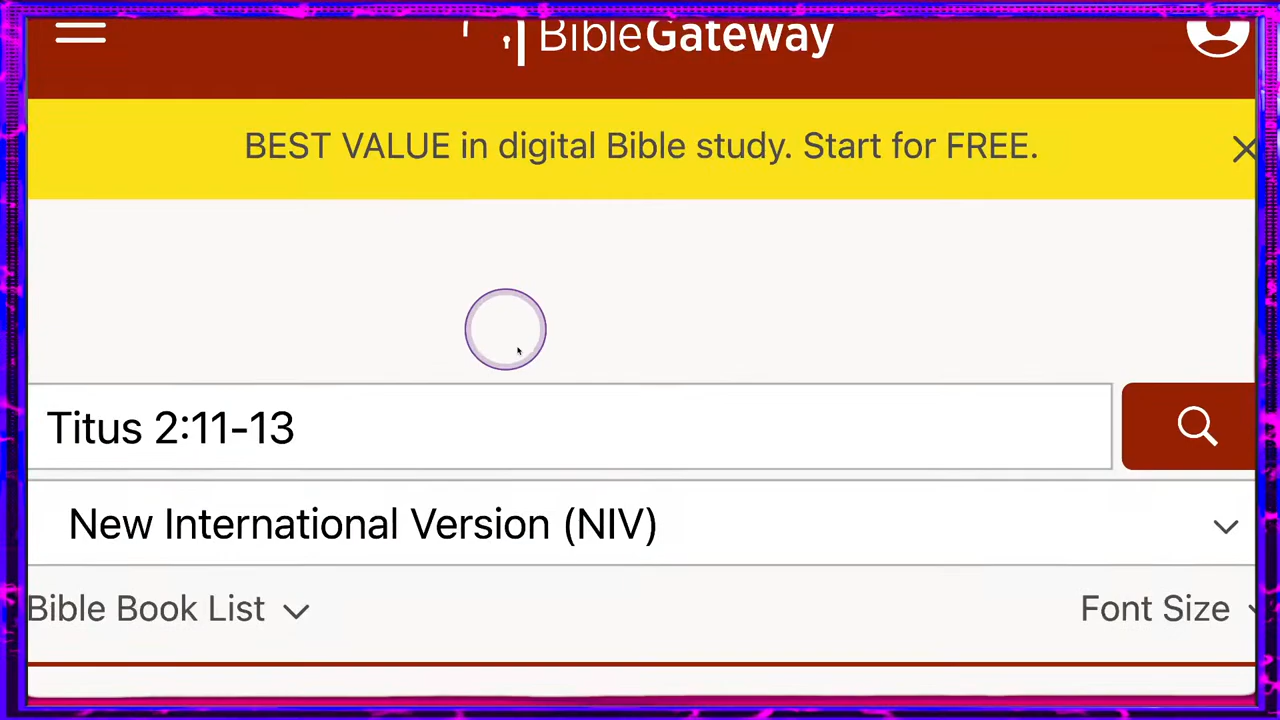 BibleGateway
BEST VALUE in digital Bible study. Start for FREE.
Titus 2:11-13
New International Version (NIV)
Bible Book List
Font Size